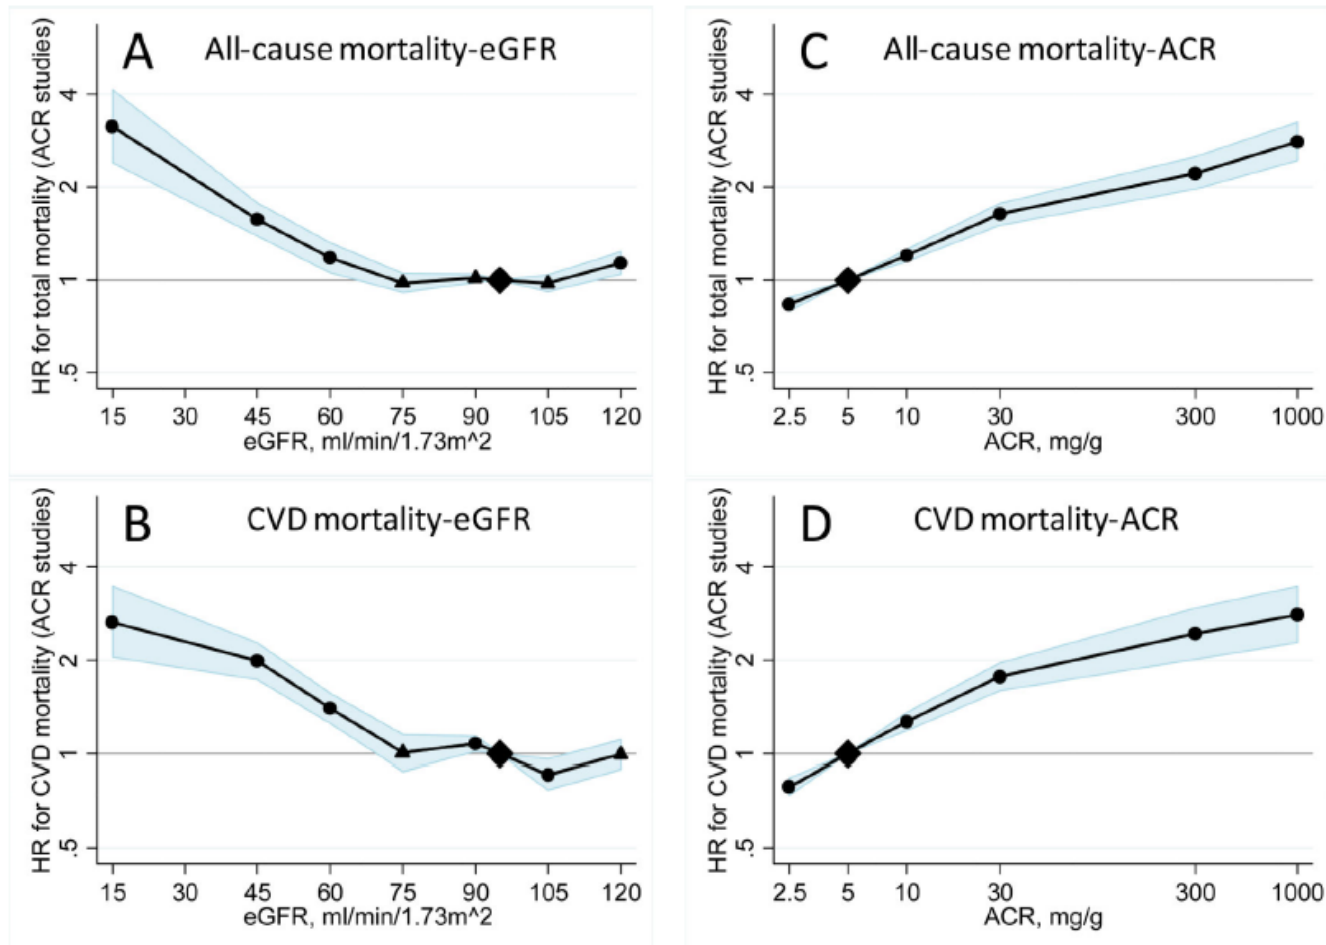 A All-cause mortality-eGFR
HR for total mortality (ACR studies)
4
2
1
.5
15 30 45 60 75 90 105 120
eGFR, ml/min/1.73m^2
C All-cause mortality-ACR
HR for total mortality (ACR studies)
4
2
1
.5
2.5 5 10 30 300 1000
ACR, mg/g
B CVD mortality-eGFR
HR for CVD mortality (ACR studies)
4
2
1
.5
15 30 45 60 75 90 105 120
eGFR, ml/min/1.73m^2
D CVD mortality-ACR
HR for CVD mortality (ACR studies)
4
2
1
.5
2.5 5 10 30 300 1000
ACR, mg/g